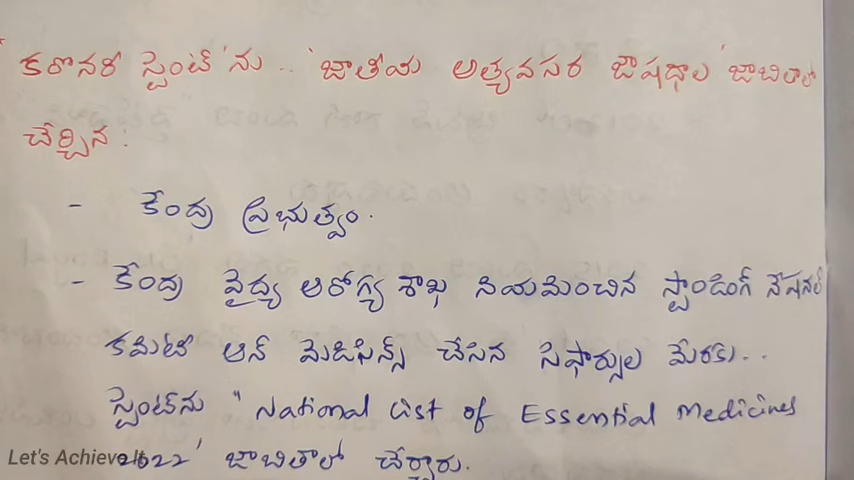 'కరొనరీ స్టెంట్'ను.. 'జాతీయ అత్యవసర ఔషధాల' జాబితాలో
చేర్చిన:
- కేంద్ర ప్రభుత్వం.
- కేంద్ర వైద్య ఆరోగ్య శాఖ నియమించిన స్టాండింగ్ నేషనల్
కమిటీ ఆన్ మెడిసిన్స్ చేసిన సిఫార్సుల మేరకు..
స్టెంట్‌ను "National List of Essential Medicines
2022' జాబితాలో చేర్చారు.
Let's Achieve It